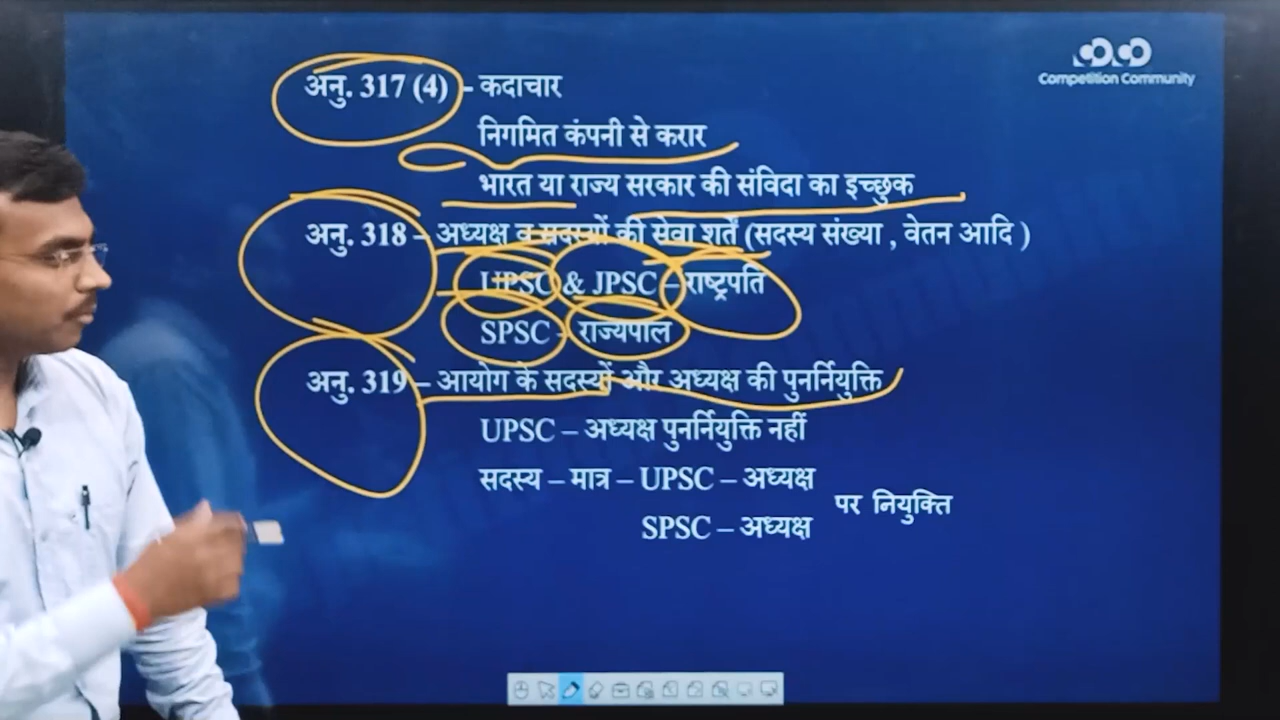 Competition Community
अनु. 317 (4) - कदाचार
निगमित कंपनी से करार
भारत या राज्य सरकार की संविदा का इच्छुक
अनु. 318 – अध्यक्ष व सदस्यों की सेवा शर्तें (सदस्य संख्या , वेतन आदि )
UPSC & JPSC – राष्ट्रपति
SPSC - राज्यपाल
अनु. 319 – आयोग के सदस्यों और अध्यक्ष की पुनर्नियुक्ति
UPSC – अध्यक्ष पुनर्नियुक्ति नहीं
सदस्य – मात्र – UPSC – अध्यक्ष
पर नियुक्ति
SPSC – अध्यक्ष